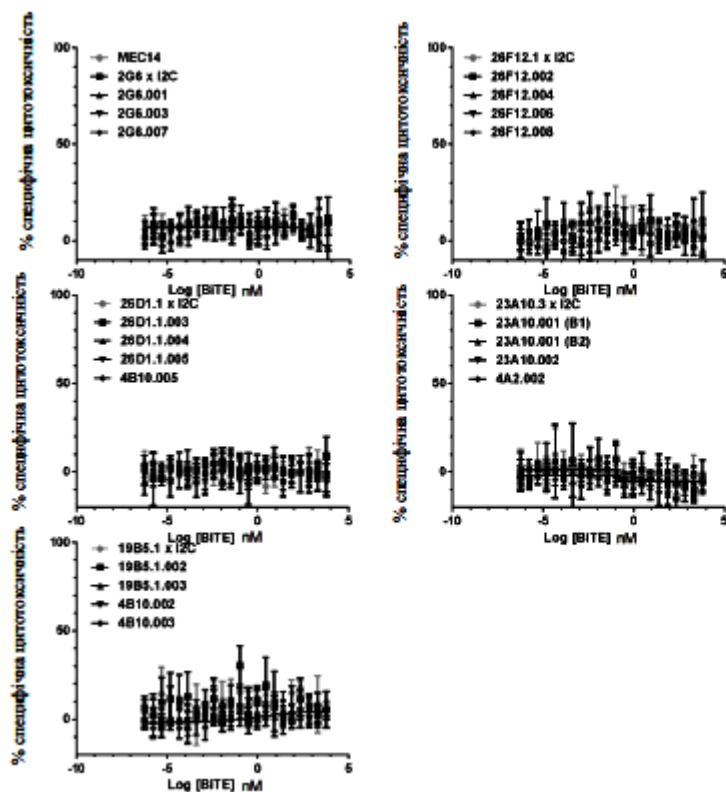 % специфічна цитотоксичність
100
50
0
MEC14
2G6 x I2C
2G6.001
2G6.003
2G6.007
-10
-5
0
5
Log [BiTE] nM
% специфічна цитотоксичність
100
50
0
26F12.1 x I2C
26F12.002
26F12.004
26F12.006
26F12.008
-10
-5
0
5
Log [BiTE] nM
% специфічна цитотоксичність
100
50
0
26D1.1 x I2C
26D1.1.003
26D1.1.004
26D1.1.005
4B10.005
-10
-5
0
5
Log [BiTE] nM
% специфічна цитотоксичність
100
50
0
23A10.3 x I2C
23A10.001 (B1)
23A10.001 (B2)
23A10.002
4A2.002
-10
-5
0
5
Log [BiTE] nM
% специфічна цитотоксичність
100
50
0
19B5.1 x I2C
19B5.1.002
19B5.1.003
4B10.002
4B10.003
-10
-5
0
5
Log [BiTE] nM